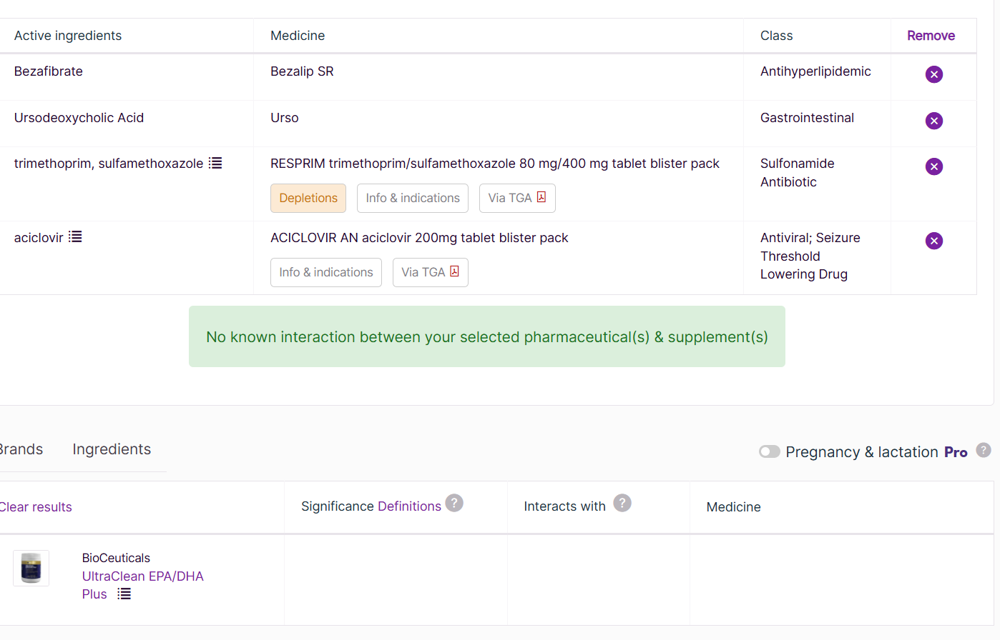 Active ingredients Medicine Class Remove
Bezafibrate Bezalip SR Antihyperlipidemic
Ursodeoxycholic Acid Urso Gastrointestinal
trimethoprim, sulfamethoxazole RESPRIM trimethoprim/sulfamethoxazole 80 mg/400 mg tablet blister pack Sulfonamide
Antibiotic
Depletions Info & indications Via TGA
aciclovir ACICLOVIR AN aciclovir 200mg tablet blister pack Antiviral; Seizure
Threshold
Lowering Drug
Info & indications Via TGA
No known interaction between your selected pharmaceutical(s) & supplement(s)
Brands Ingredients Pregnancy & lactation Pro ?
Clear results Significance Definitions ? Interacts with ? Medicine
BioCeuticals
UltraClean EPA/DHA
Plus